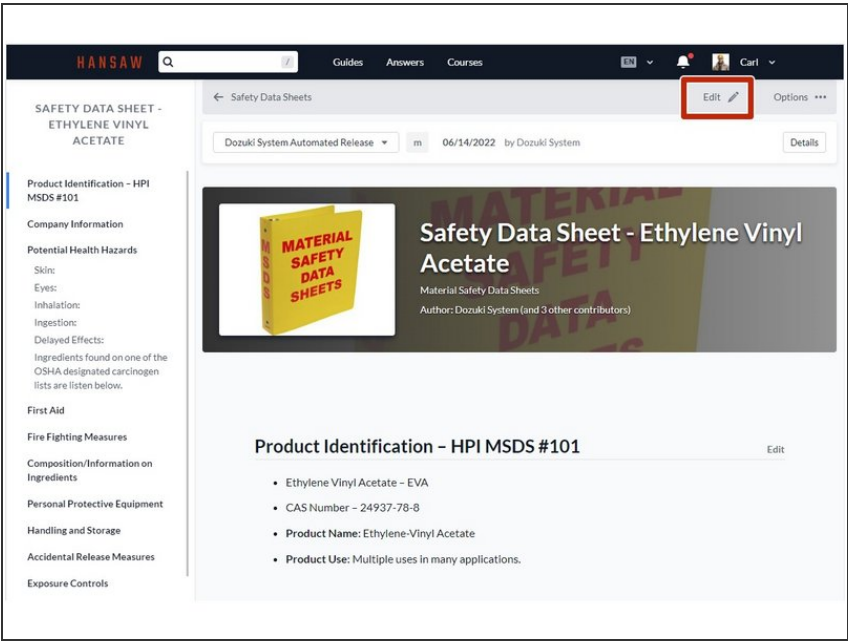 HANSAW
/
Guides Answers Courses
EN
Carl
SAFETY DATA SHEET -
ETHYLENE VINYL
ACETATE
Product Identification – HPI
MSDS #101
Company Information
Potential Health Hazards
Skin:
Eyes:
Inhalation:
Ingestion:
Delayed Effects:
Ingredients found on one of the
OSHA designated carcinogen
lists are listen below.
First Aid
Fire Fighting Measures
Composition/Information on
Ingredients
Personal Protective Equipment
Handling and Storage
Accidental Release Measures
Exposure Controls
← Safety Data Sheets
Edit
Options •••
Dozuki System Automated Release
m
06/14/2022 by Dozuki System
Details
MATERIAL
SAFETY
DATA
SHEETS
MSDS
MATERIAL
SAFETY
DATA
Safety Data Sheet - Ethylene Vinyl
Acetate
Material Safety Data Sheets
Author: Dozuki System (and 3 other contributors)
Product Identification – HPI MSDS #101
Edit
• Ethylene Vinyl Acetate – EVA
• CAS Number – 24937-78-8
• Product Name: Ethylene-Vinyl Acetate
• Product Use: Multiple uses in many applications.